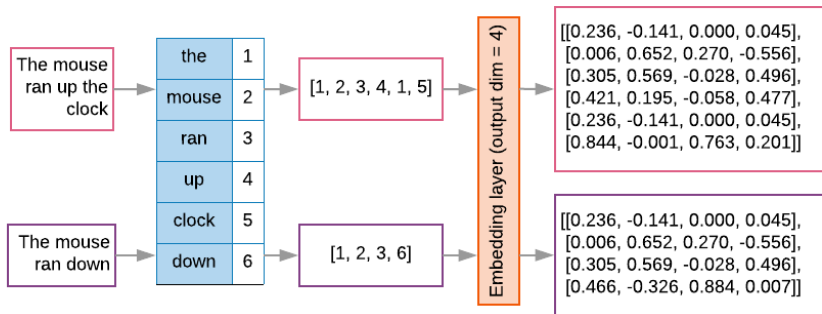 The mouse
ran up the
clock
the 1
mouse 2
ran 3
up 4
clock 5
down 6
[1, 2, 3, 4, 1, 5]
Embedding layer (output dim = 4)
[[0.236, -0.141, 0.000, 0.045],
[0.006, 0.652, 0.270, -0.556],
[0.305, 0.569, -0.028, 0.496],
[0.421, 0.195, -0.058, 0.477],
[0.236, -0.141, 0.000, 0.045],
[0.844, -0.001, 0.763, 0.201]]
The mouse
ran down
[1, 2, 3, 6]
[[0.236, -0.141, 0.000, 0.045],
[0.006, 0.652, 0.270, -0.556],
[0.305, 0.569, -0.028, 0.496],
[0.466, -0.326, 0.884, 0.007]]